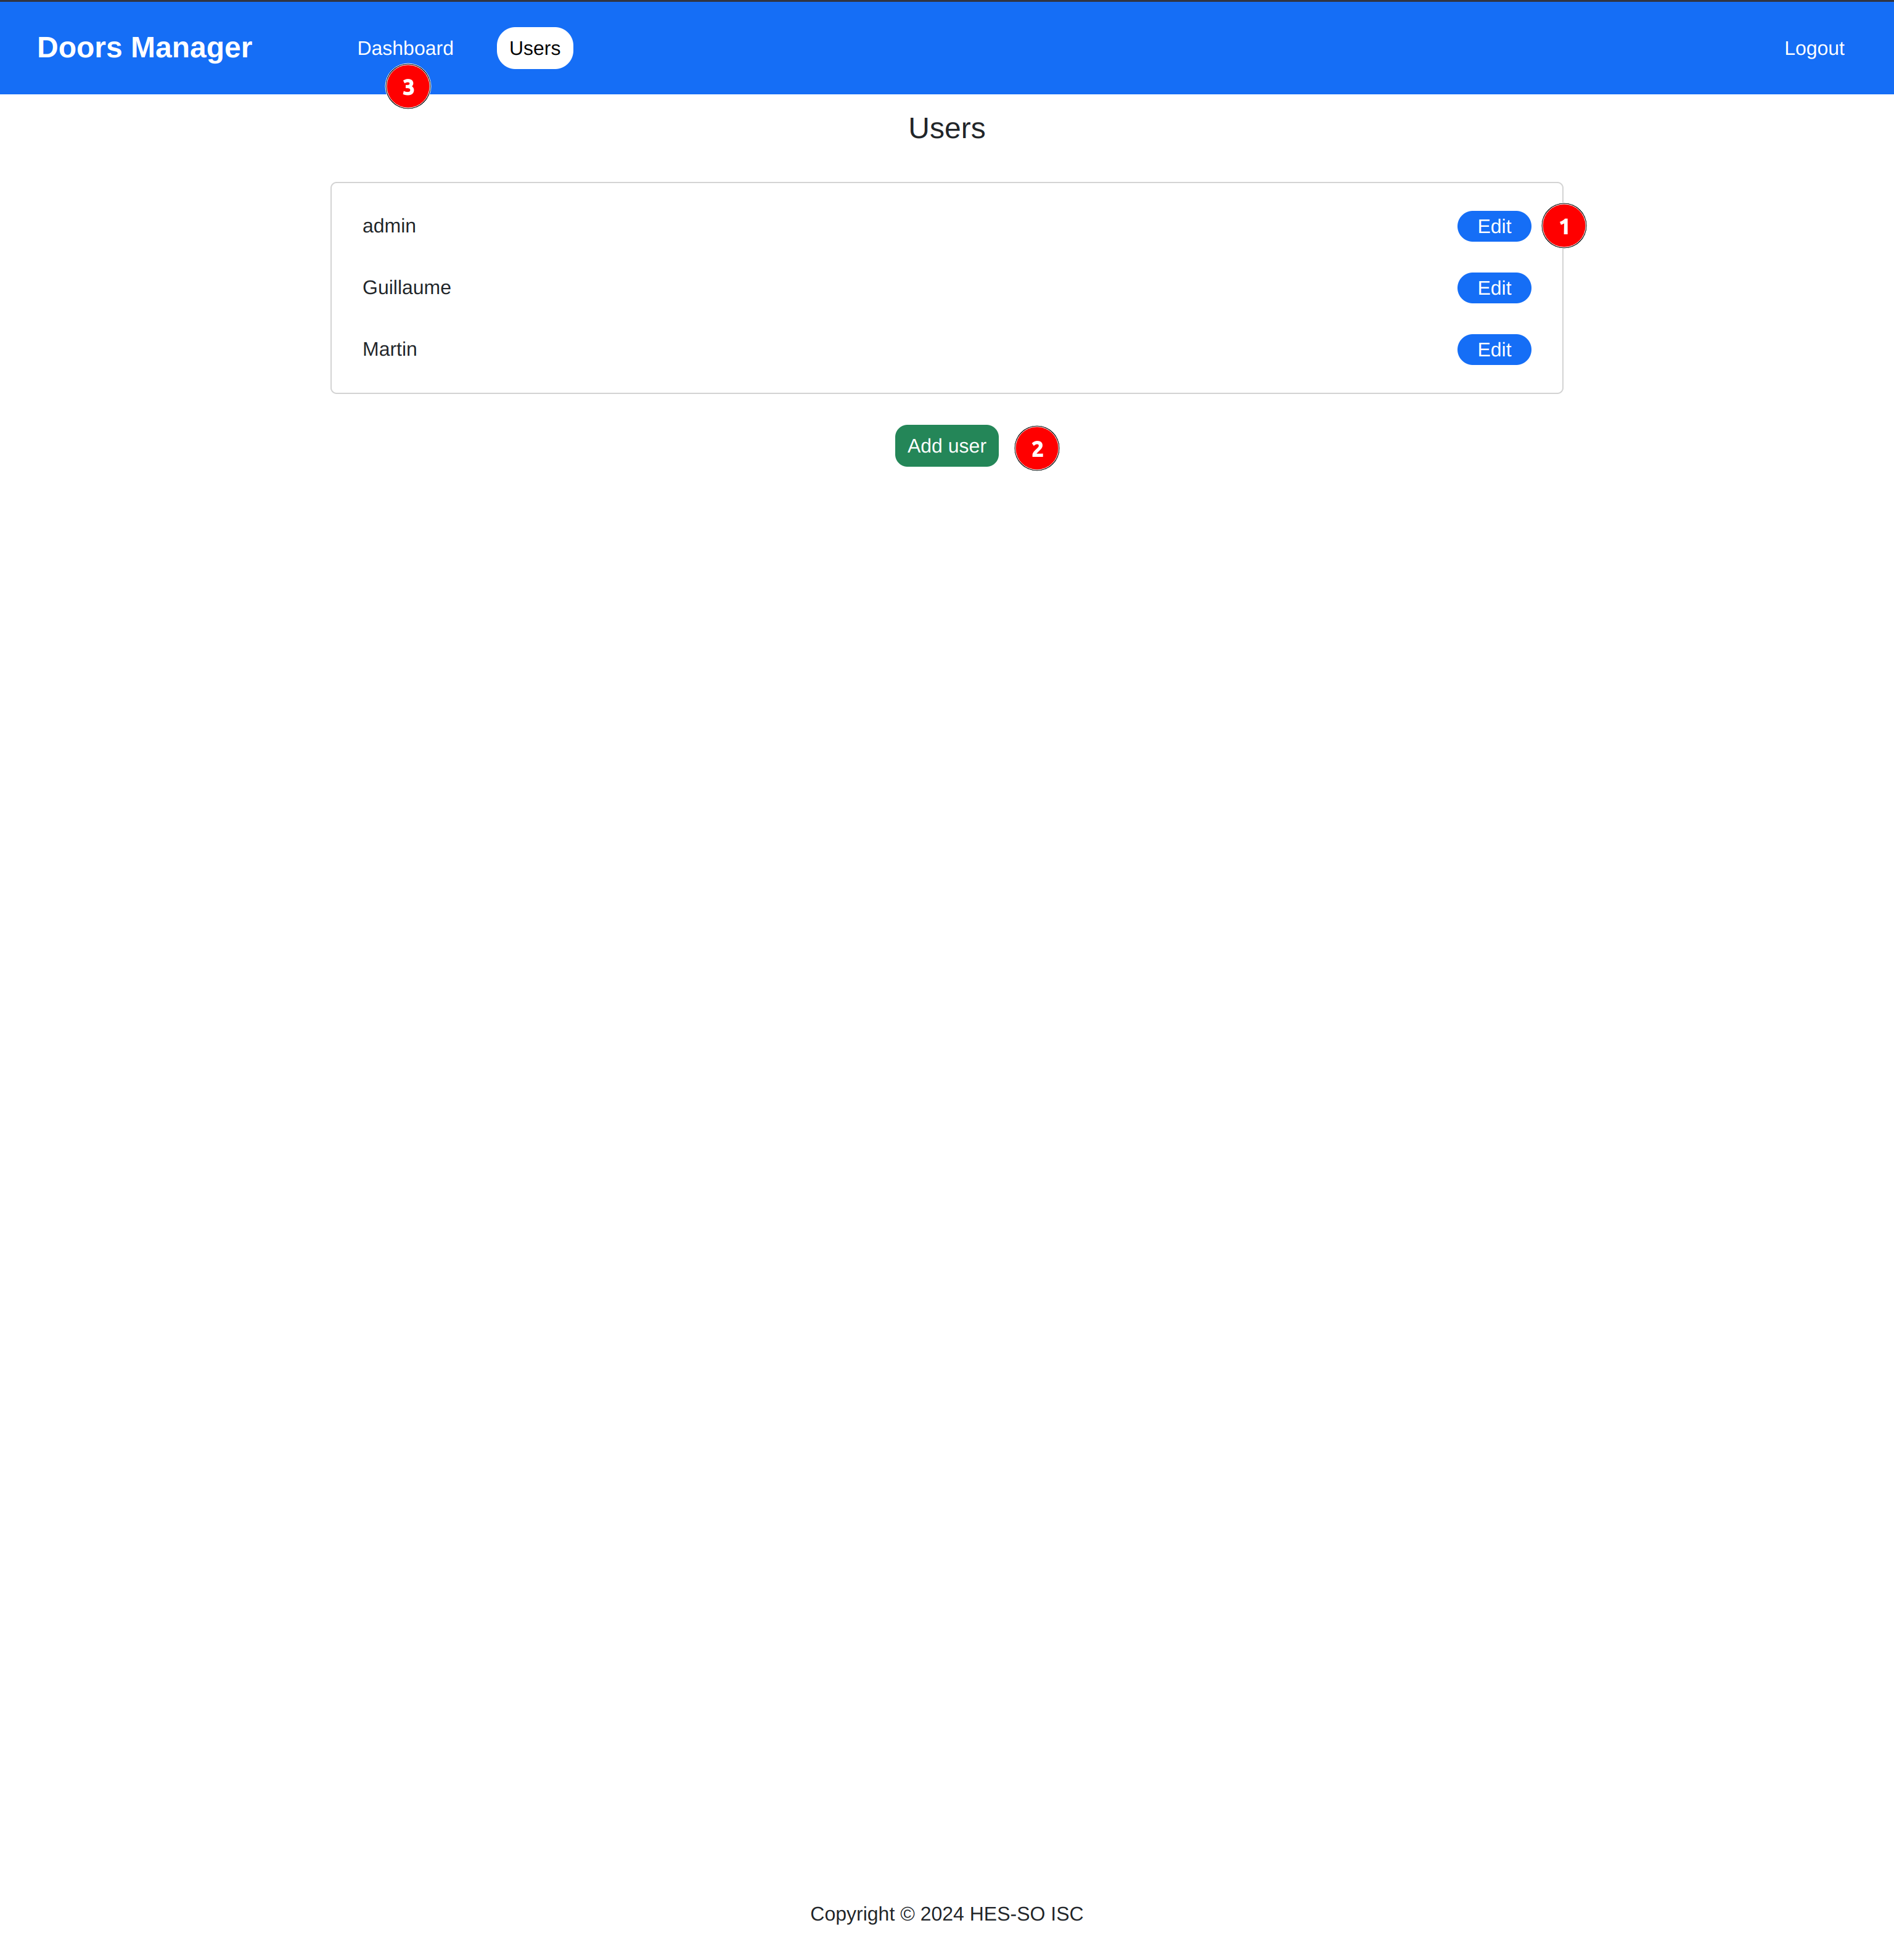 Doors Manager Dashboard Users Logout
3
Users
admin Edit 1
Guillaume Edit
Martin Edit
Add user 2
Copyright © 2024 HES-SO ISC